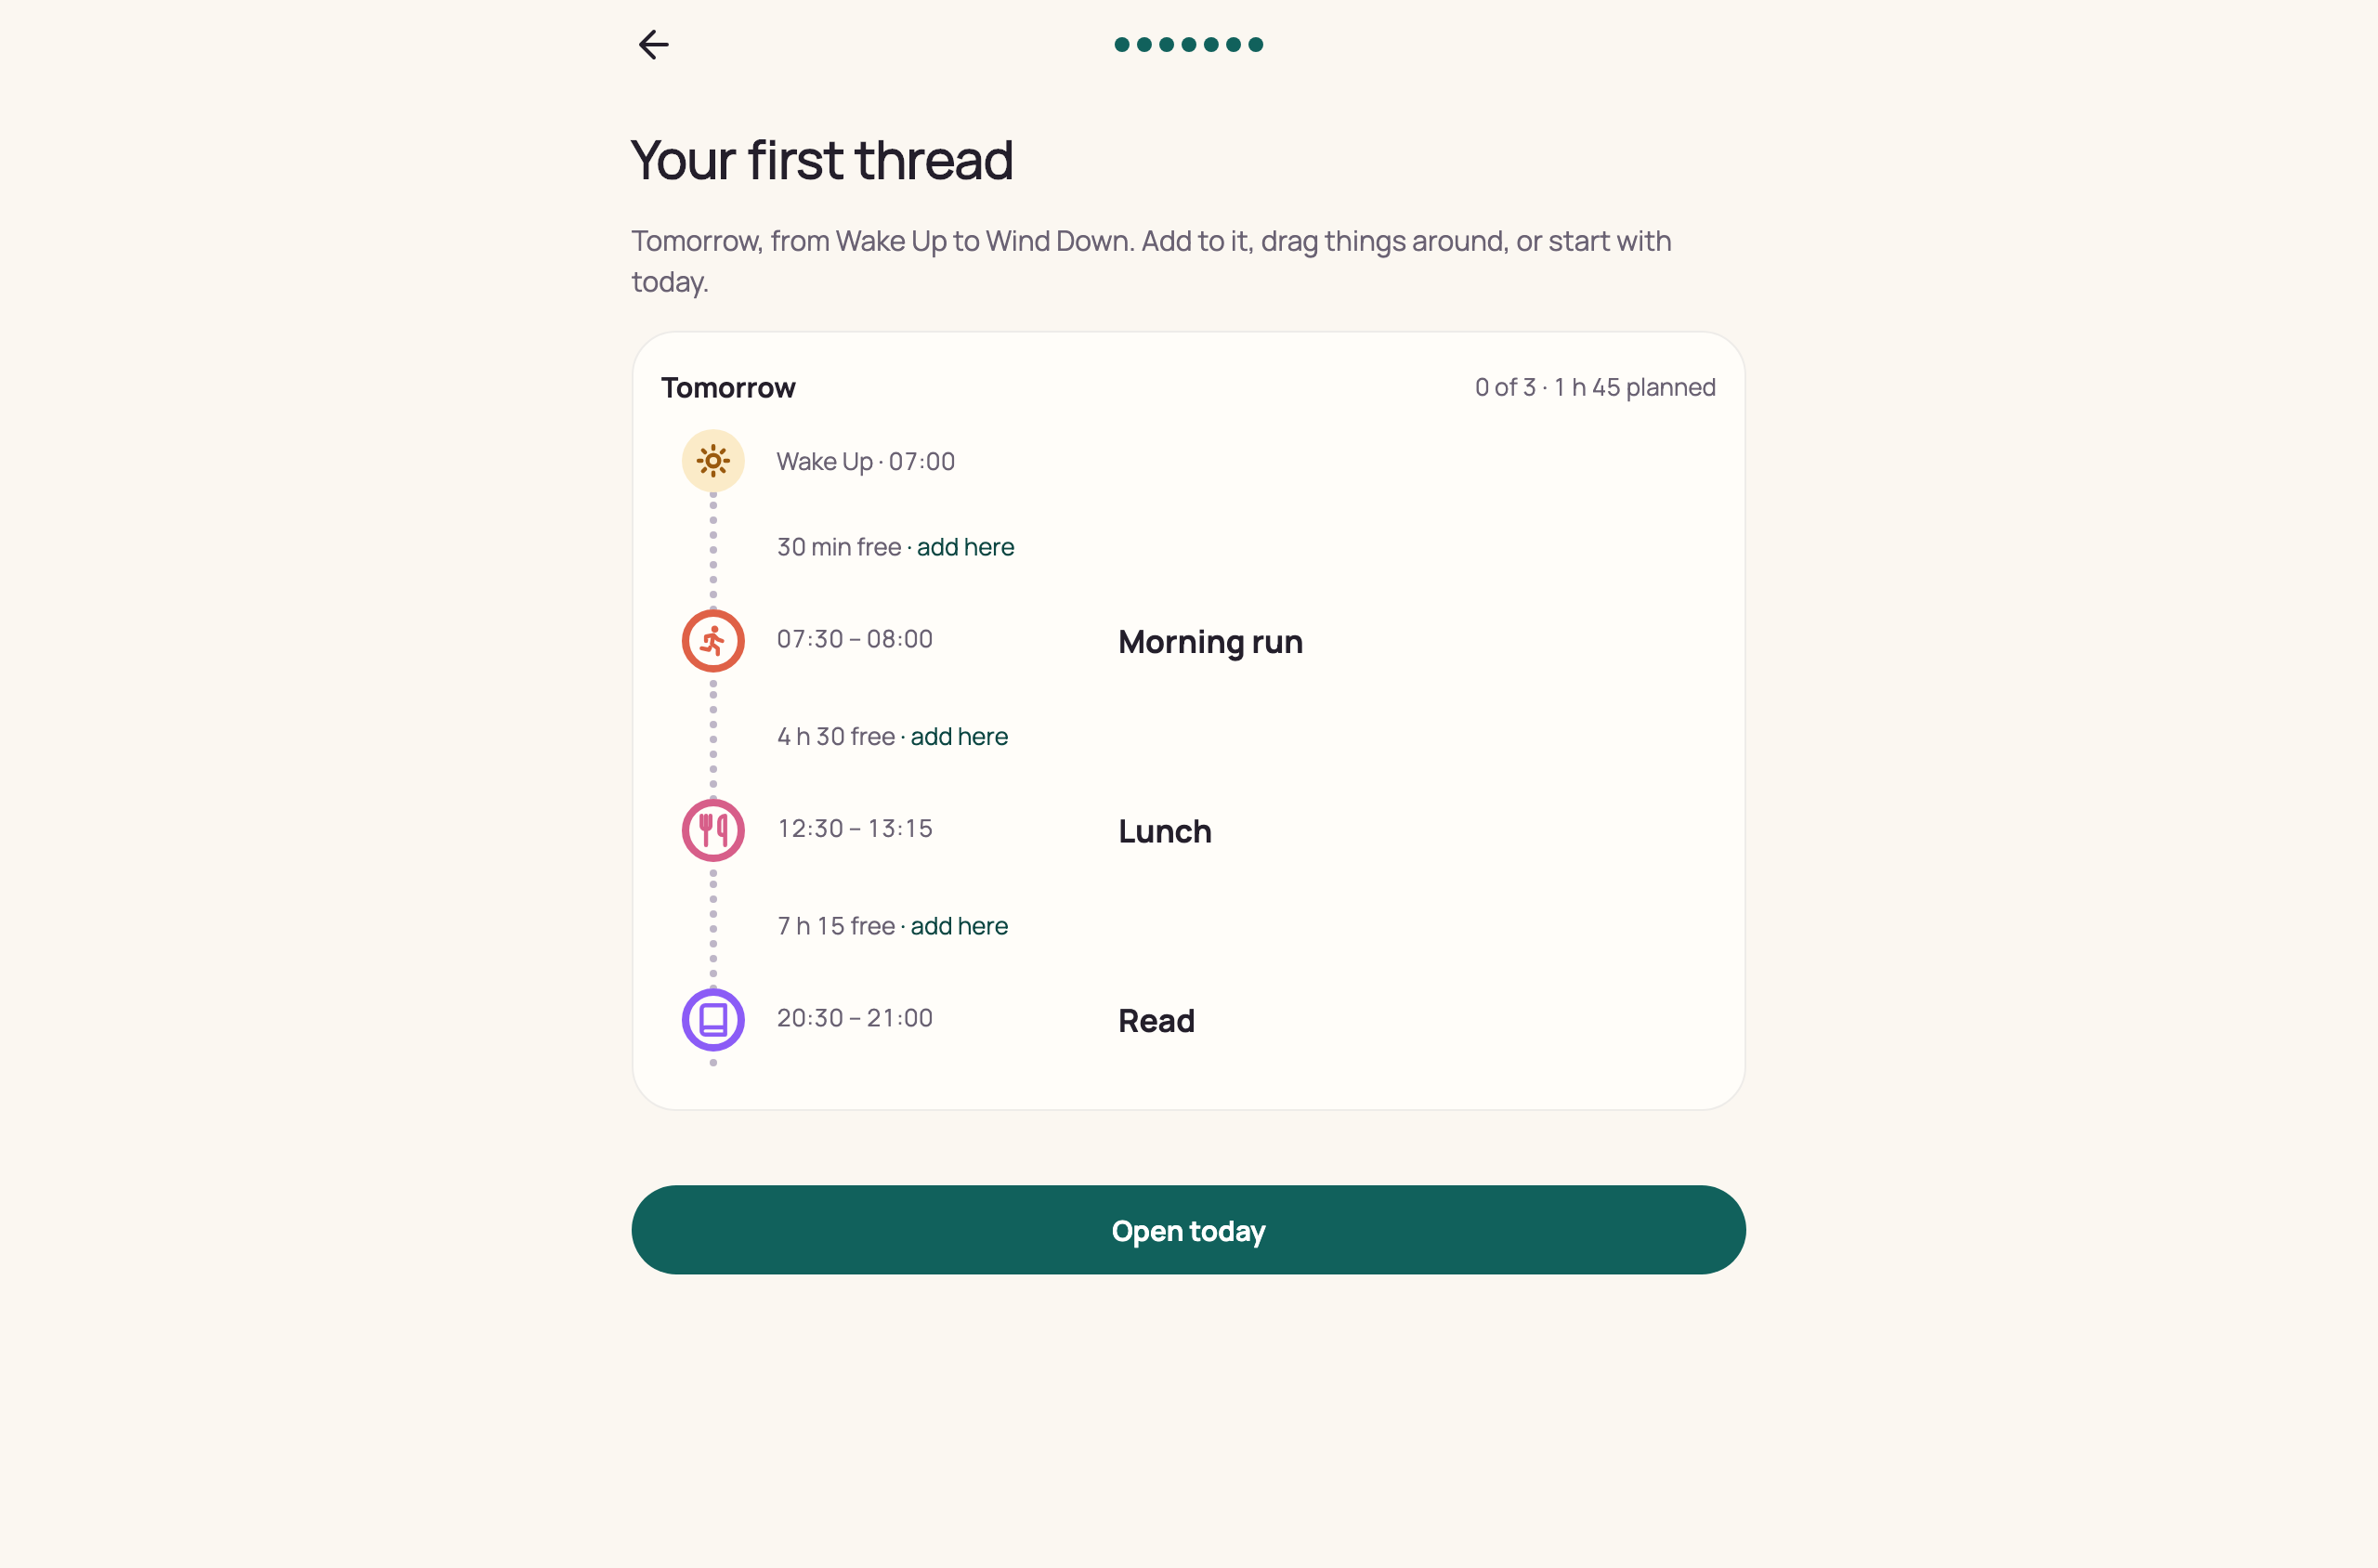 Your first thread
Tomorrow, from Wake Up to Wind Down. Add to it, drag things around, or start with
today.
Tomorrow
0 of 3 · 1 h 45 planned
Wake Up · 07:00
30 min free · add here
07:30 – 08:00
Morning run
4 h 30 free · add here
12:30 – 13:15
Lunch
7 h 15 free · add here
20:30 – 21:00
Read
Open today